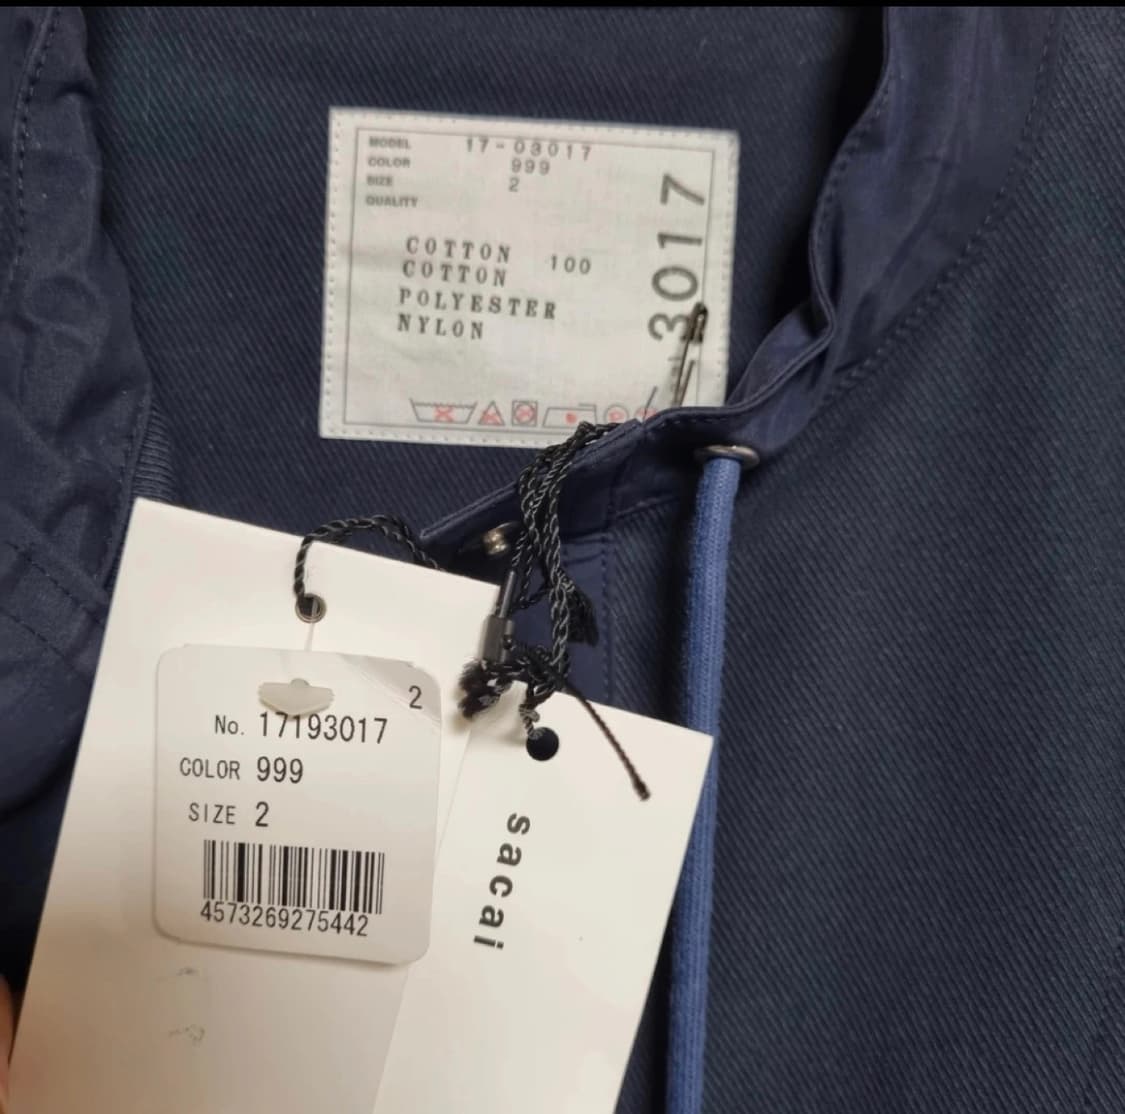 MODEL 17-03017
COLOR 999
SIZE 2
QUALITY
COTTON 100
COTTON
POLYESTER
NYLON
3017
2
No. 17193017
COLOR 999
SIZE 2
4573269275442
sacai